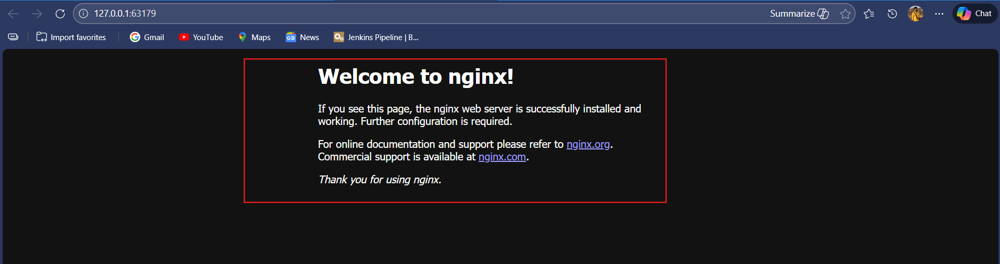 127.0.0.1:63179
Summarize
Chat
Import favorites
Gmail
YouTube
Maps
News
Jenkins Pipeline | B...
Welcome to nginx!
If you see this page, the nginx web server is successfully installed and
working. Further configuration is required.
For online documentation and support please refer to nginx.org.
Commercial support is available at nginx.com.
Thank you for using nginx.